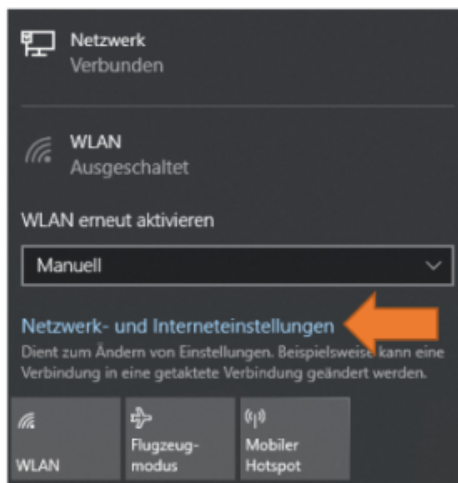 Netzwerk
Verbunden
WLAN
Ausgeschaltet
WLAN erneut aktivieren
Manuell
Netzwerk- und Interneteinstellungen
Dient zum Ändern von Einstellungen. Beispielsweise kann eine
Verbindung in eine getaktete Verbindung geändert werden.
WLAN
Flugzeug-
modus
Mobiler
Hotspot